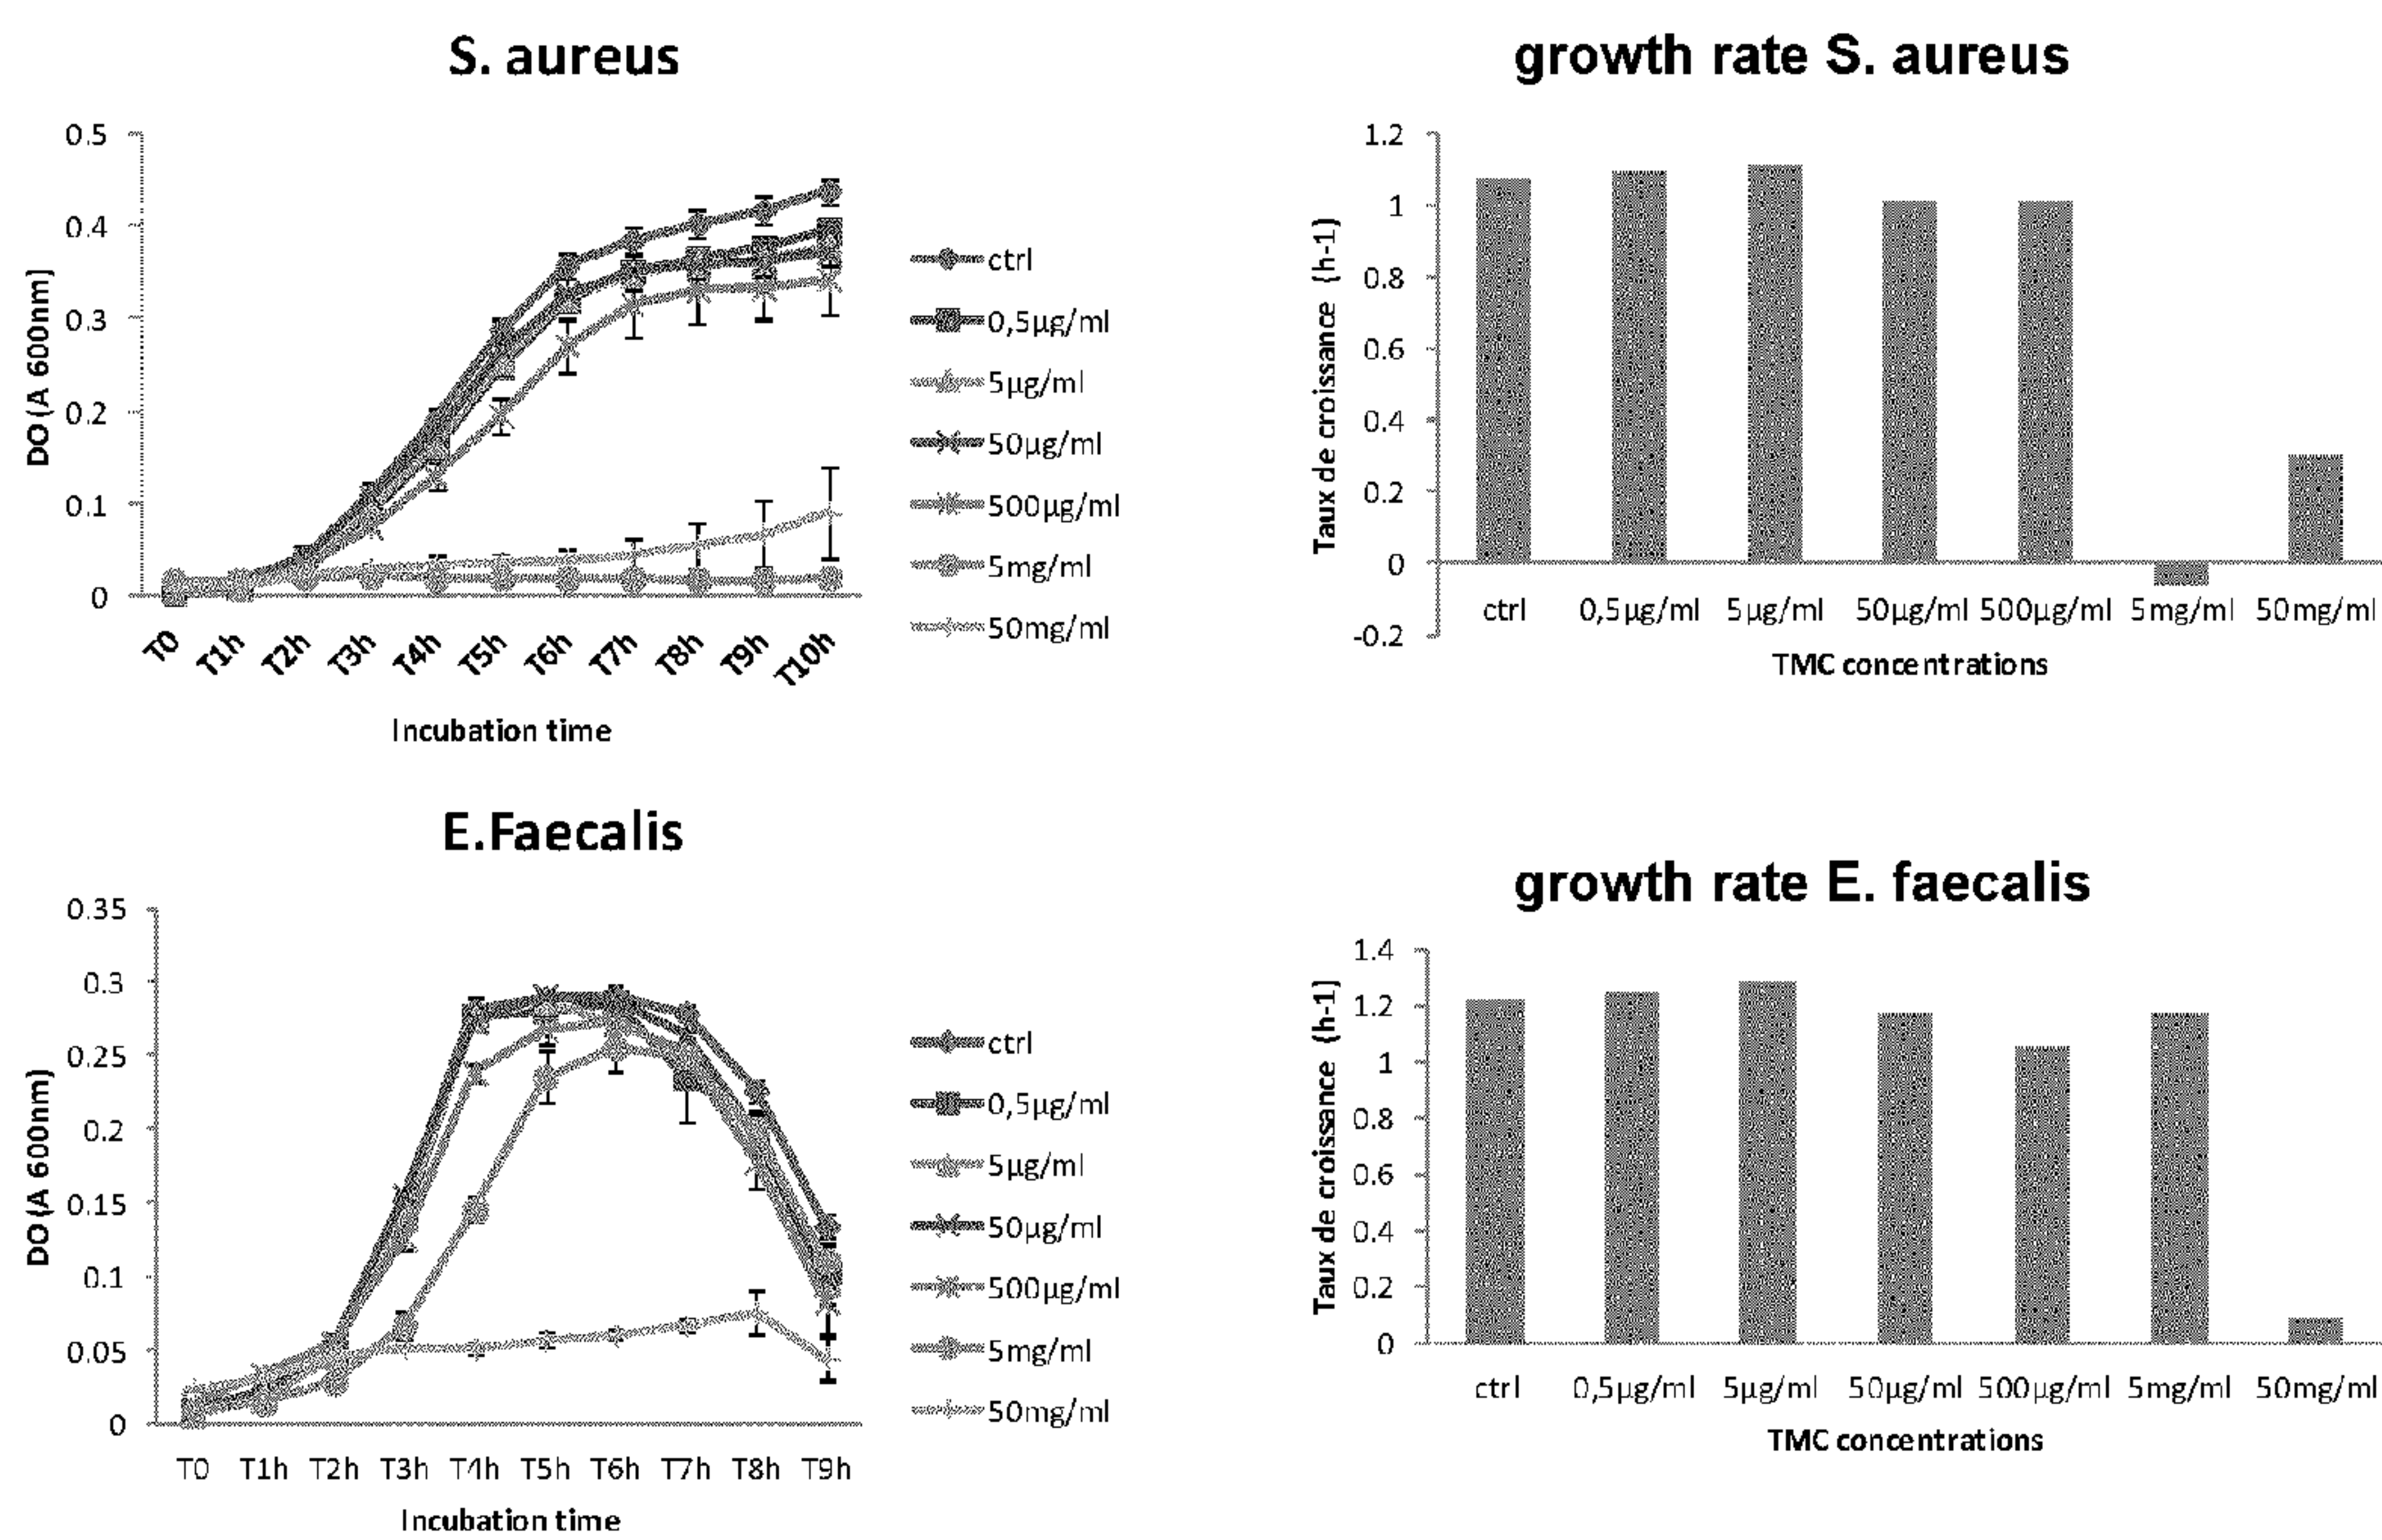 S. aureus
0.5
0.4
0.3
0.2
0.1
0
DO (A 600nm)
T0 T1h T2h T3h T4h T5h T6h T7h T8h T9h T10h
Incubation time
ctrl
0,5µg/ml
5µg/ml
50µg/ml
500µg/ml
5mg/ml
50mg/ml
growth rate S. aureus
1.2
1
0.8
0.6
0.4
0.2
0
-0.2
Taux de croissance (h-1)
ctrl 0,5µg/ml 5µg/ml 50µg/ml 500µg/ml 5mg/ml 50mg/ml
TMC concentrations
E.Faecalis
0.35
0.3
0.25
0.2
0.15
0.1
0.05
0
DO (A 600nm)
T0 T1h T2h T3h T4h T5h T6h T7h T8h T9h
Incubation time
ctrl
0,5µg/ml
5µg/ml
50µg/ml
500µg/ml
5mg/ml
50mg/ml
growth rate E. faecalis
1.4
1.2
1
0.8
0.6
0.4
0.2
0
Taux de croissance (h-1)
ctrl 0,5µg/ml 5µg/ml 50µg/ml 500µg/ml 5mg/ml 50mg/ml
TMC concentrations